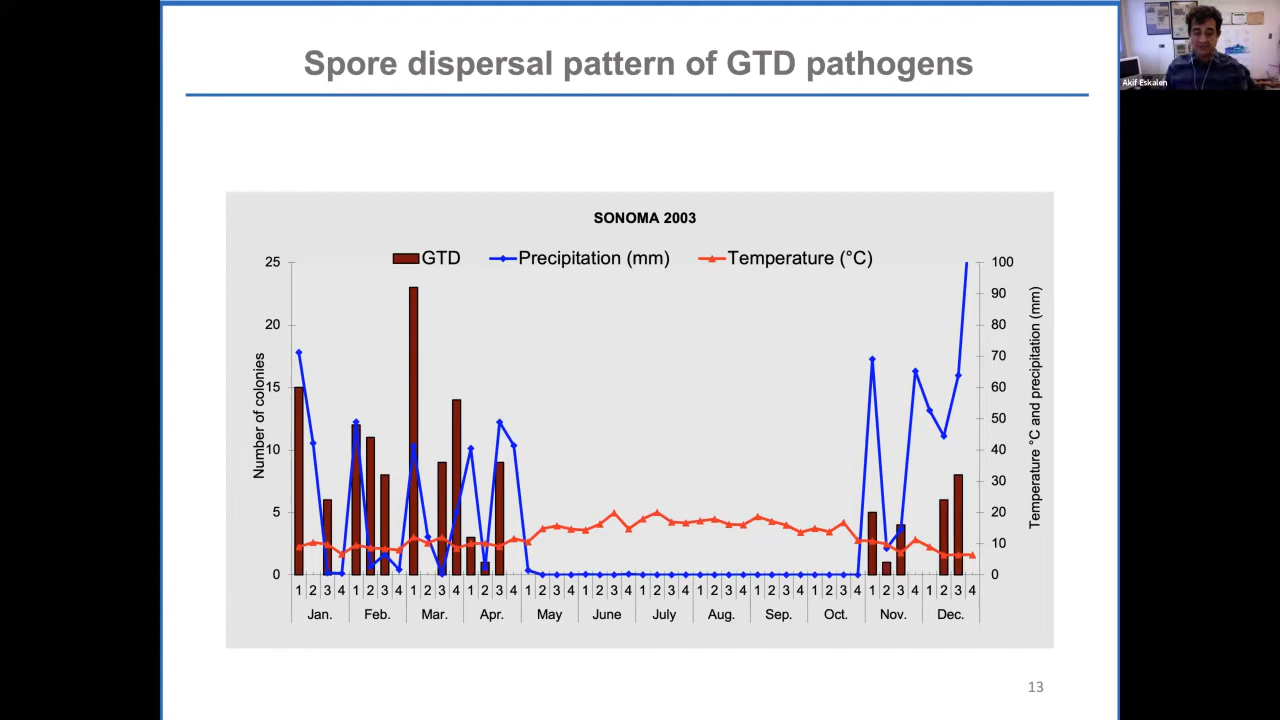 Spore dispersal pattern of GTD pathogens
Akif Eskalen
SONOMA 2003
GTD Precipitation (mm) Temperature (°C)
Number of colonies
25
20
15
10
5
0
100
90
80
70
60
50
40
30
20
10
0
Temperature °C and precipitation (mm)
1 2 3 4 1 2 3 4 1 2 3 4 1 2 3 4 1 2 3 4 1 2 3 4 1 2 3 4 1 2 3 4 1 2 3 4 1 2 3 4 1 2 3 4 1 2 3 4
Jan. Feb. Mar. Apr. May June July Aug. Sep. Oct. Nov. Dec.
13